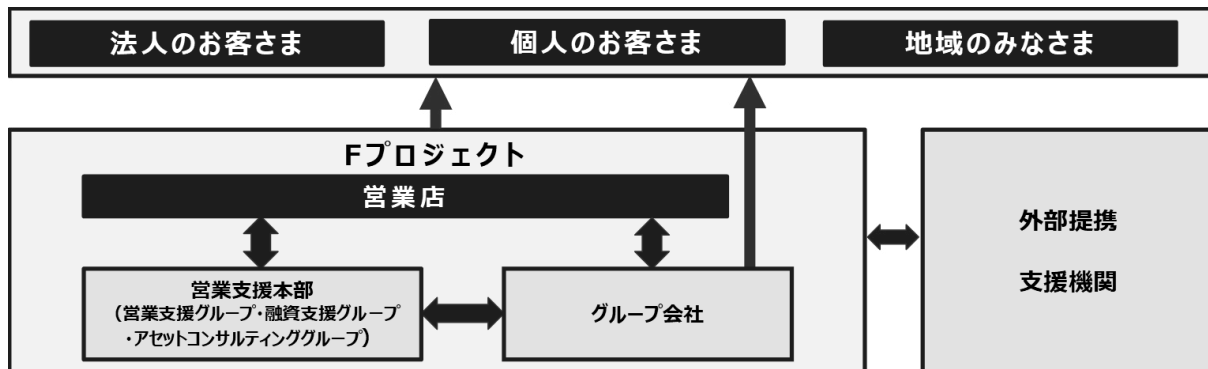 法人のお客さま
個人のお客さま
地域のみなさま
Fプロジェクト
営業店
営業支援本部
（営業支援グループ・融資支援グループ
・アセットコンサルティンググループ）
グループ会社
外部提携
支援機関